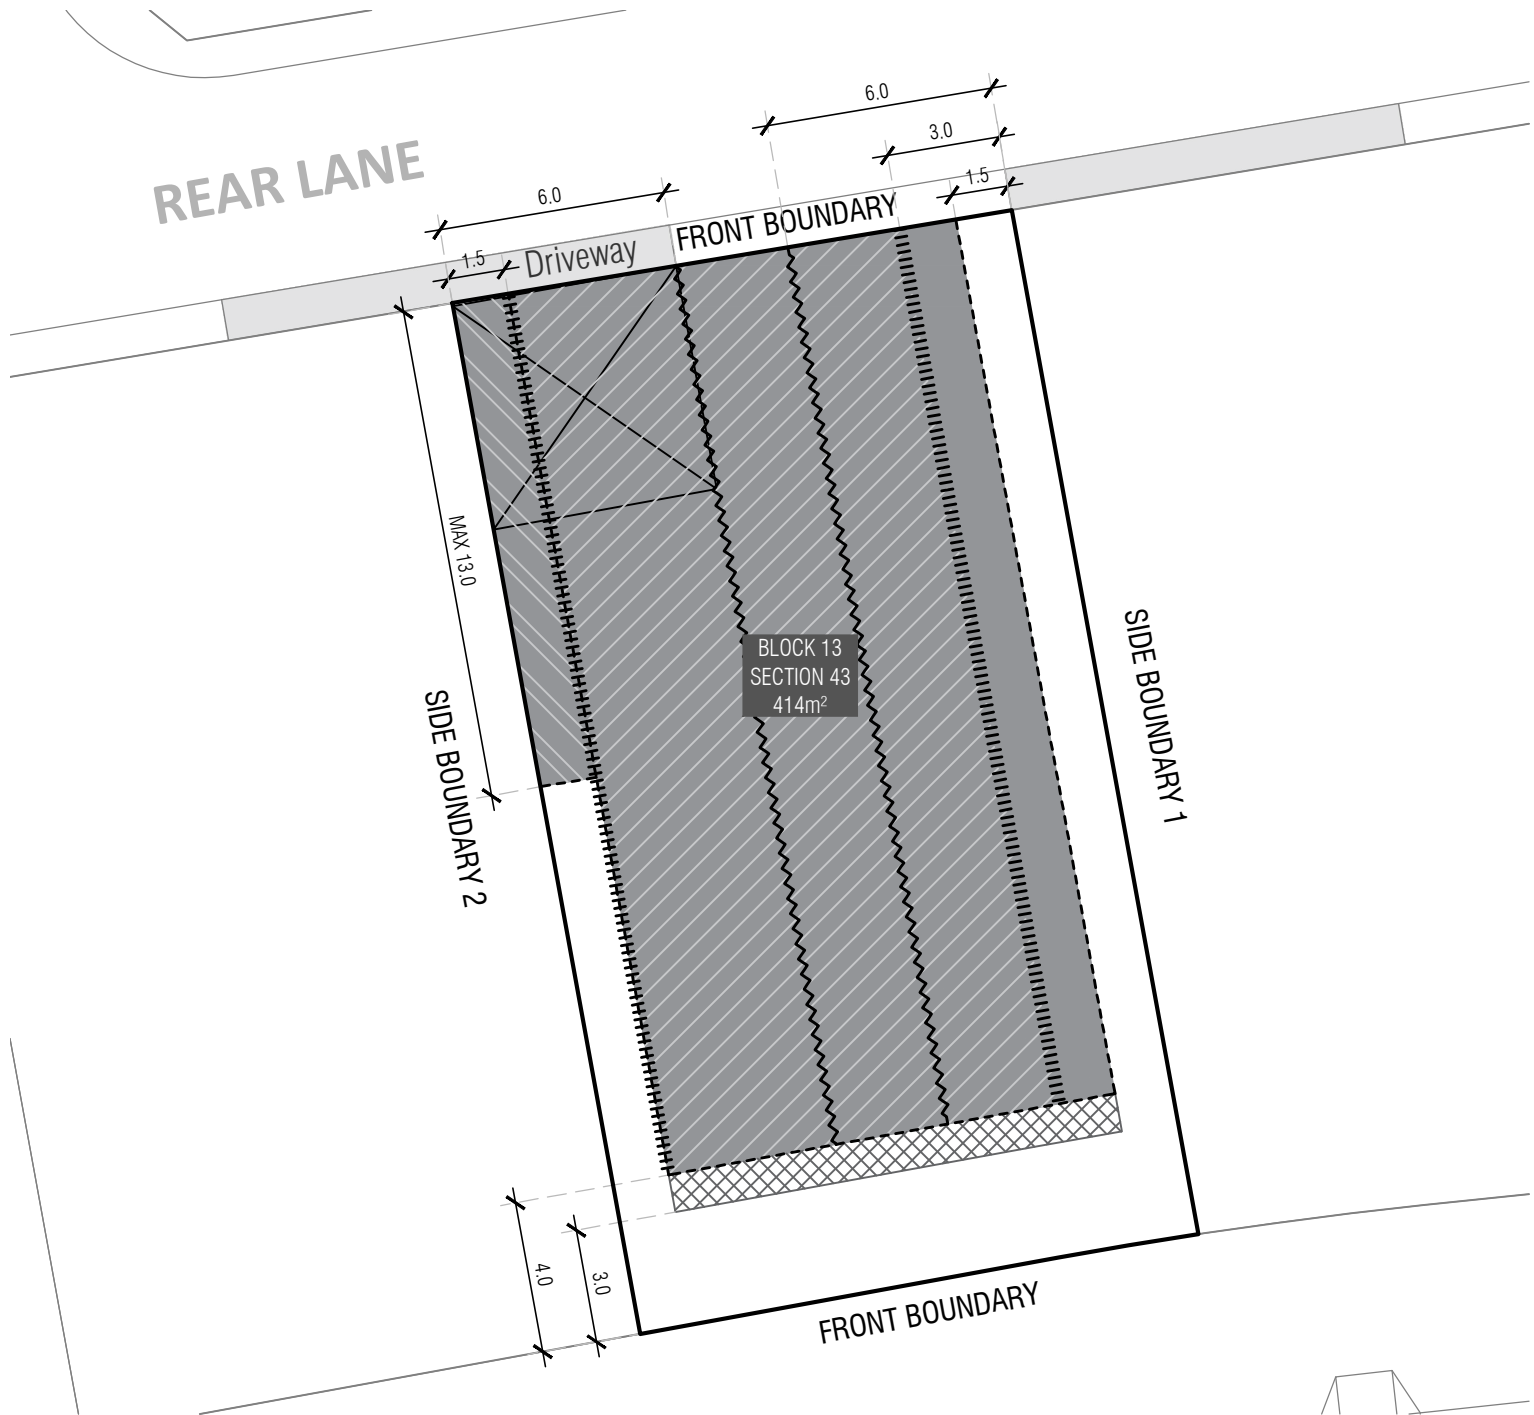 6.0
3.0
REAR LANE
1.5
6.0
FRONT BOUNDARY
Driveway
1.5
MAX 13.0
BLOCK 13
SECTION 43
414m²
SIDE BOUNDARY 1
SIDE BOUNDARY 2
4.0
3.0
FRONT BOUNDARY